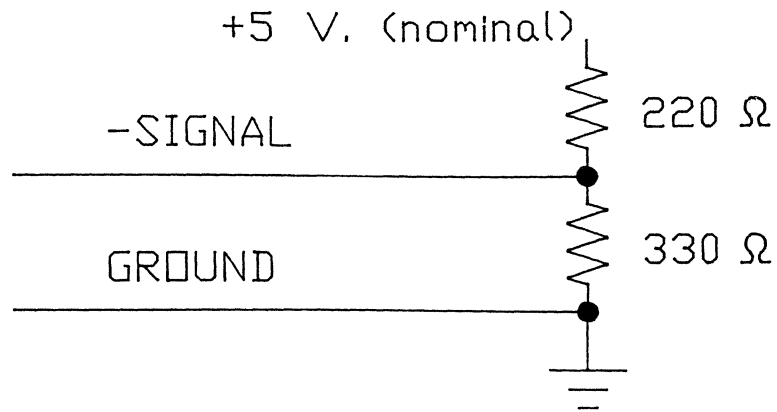 +5 V. (nominal)
220 Ω
-SIGNAL
330 Ω
GROUND